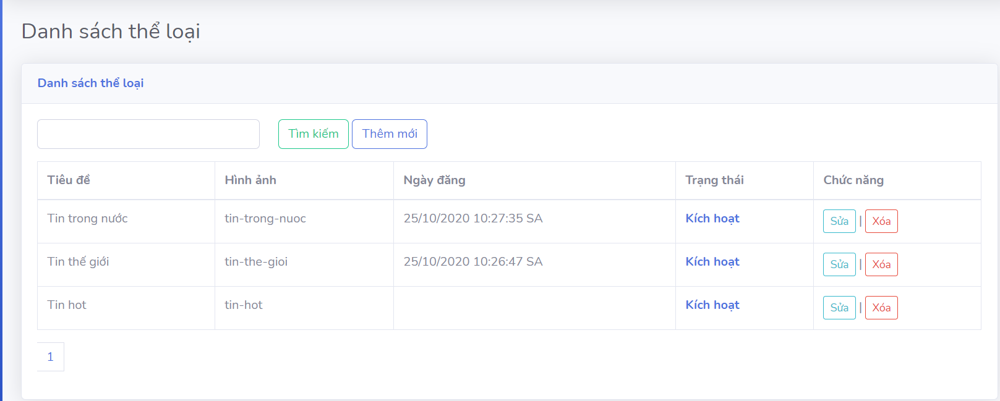 Danh sách thể loại
Danh sách thể loại
Tìm kiếm Thêm mới
Tiêu đề Hình ảnh Ngày đăng Trạng thái Chức năng
Tin trong nước tin-trong-nuoc 25/10/2020 10:27:35 SA Kích hoạt Sửa | Xóa
Tin thế giới tin-the-gioi 25/10/2020 10:26:47 SA Kích hoạt Sửa | Xóa
Tin hot tin-hot Kích hoạt Sửa | Xóa
1